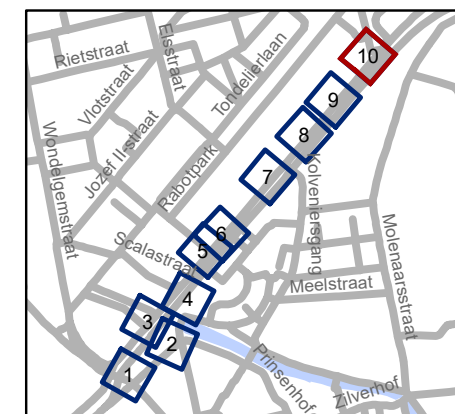 Rietstraat
Elsstraat
Tondelierlaan
Vlotstraat
Jozef II-straat
Wondelgemstraat
Rabotpark
Scalastraat
Kolveniersgang
Molenaarsstraat
Meelstraat
Prinsenhof
Zilverhof
10
9
8
7
6
5
4
3
2
1